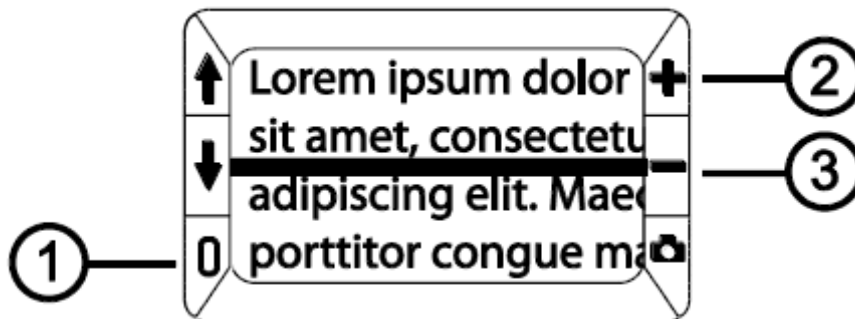 Lorem ipsum dolor
sit amet, consectetu
adipiscing elit. Maec
porttitor congue ma
0
1
2
3